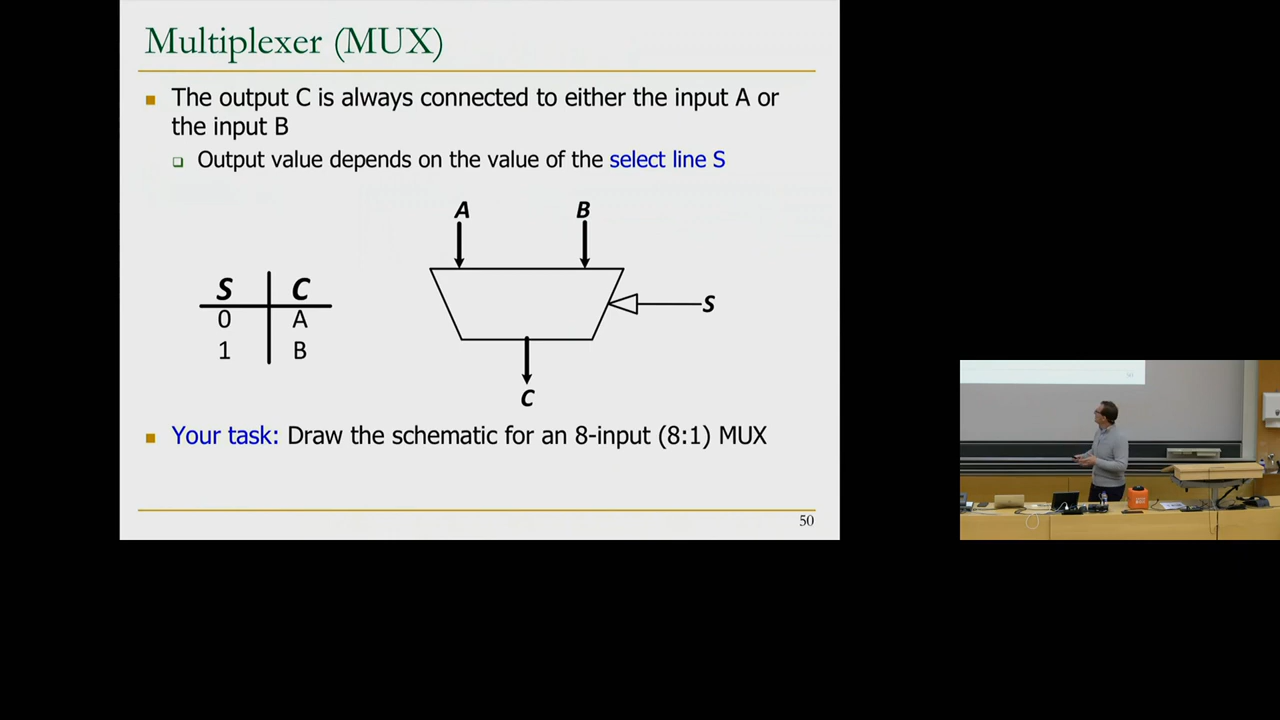 Multiplexer (MUX)
The output C is always connected to either the input A or
the input B
Output value depends on the value of the select line S
A B
S C
0 A
1 B
S
C
Your task: Draw the schematic for an 8-input (8:1) MUX
50